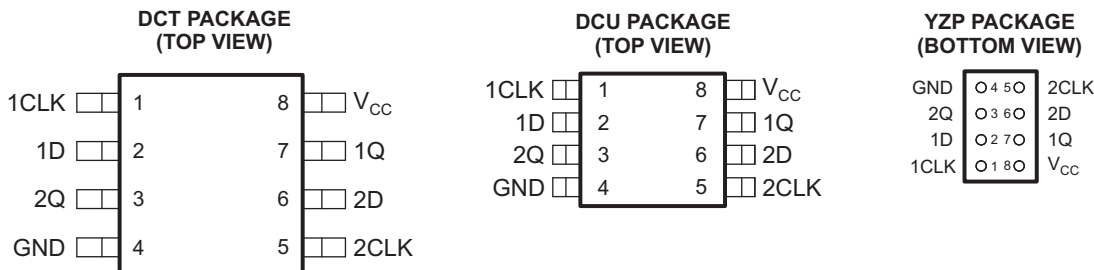 DCT PACKAGE
(TOP VIEW)
1CLK 1 8 VCC
1D 2 7 1Q
2Q 3 6 2D
GND 4 5 2CLK
DCU PACKAGE
(TOP VIEW)
1CLK 1 8 VCC
1D 2 7 1Q
2Q 3 6 2D
GND 4 5 2CLK
YZP PACKAGE
(BOTTOM VIEW)
GND 4 5 2CLK
2Q 3 6 2D
1D 2 7 1Q
1CLK 1 8 VCC